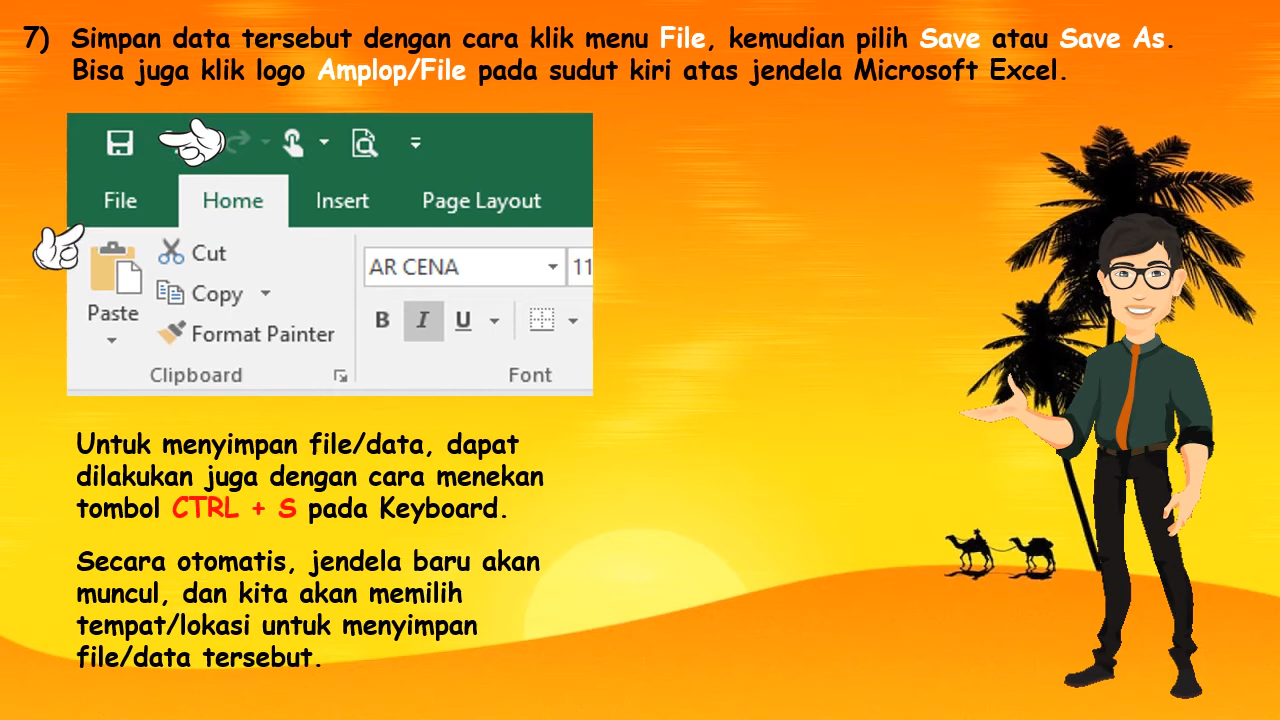 7) Simpan data tersebut dengan cara klik menu File, kemudian pilih Save atau Save As.
Bisa juga klik logo Amplop/File pada sudut kiri atas jendela Microsoft Excel.
File Home Insert Page Layout
Cut
Copy
Format Painter
Paste
Clipboard
AR CENA 11
B I U
Font
Untuk menyimpan file/data, dapat
dilakukan juga dengan cara menekan
tombol CTRL + S pada Keyboard.
Secara otomatis, jendela baru akan
muncul, dan kita akan memilih
tempat/lokasi untuk menyimpan
file/data tersebut.